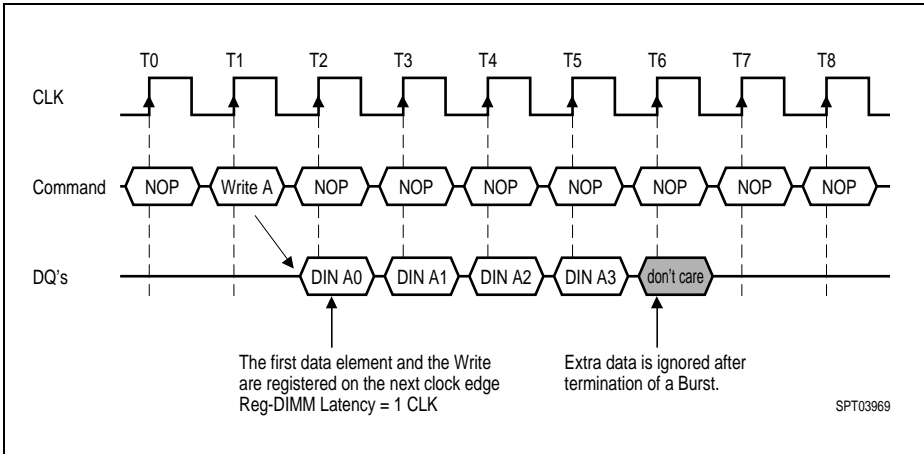 T0 T1 T2 T3 T4 T5 T6 T7 T8
CLK
Command NOP Write A NOP NOP NOP NOP NOP NOP NOP
DQ's DIN A0 DIN A1 DIN A2 DIN A3 don't care
The first data element and the Write
are registered on the next clock edge
Reg-DIMM Latency = 1 CLK
Extra data is ignored after
termination of a Burst.
SPT03969